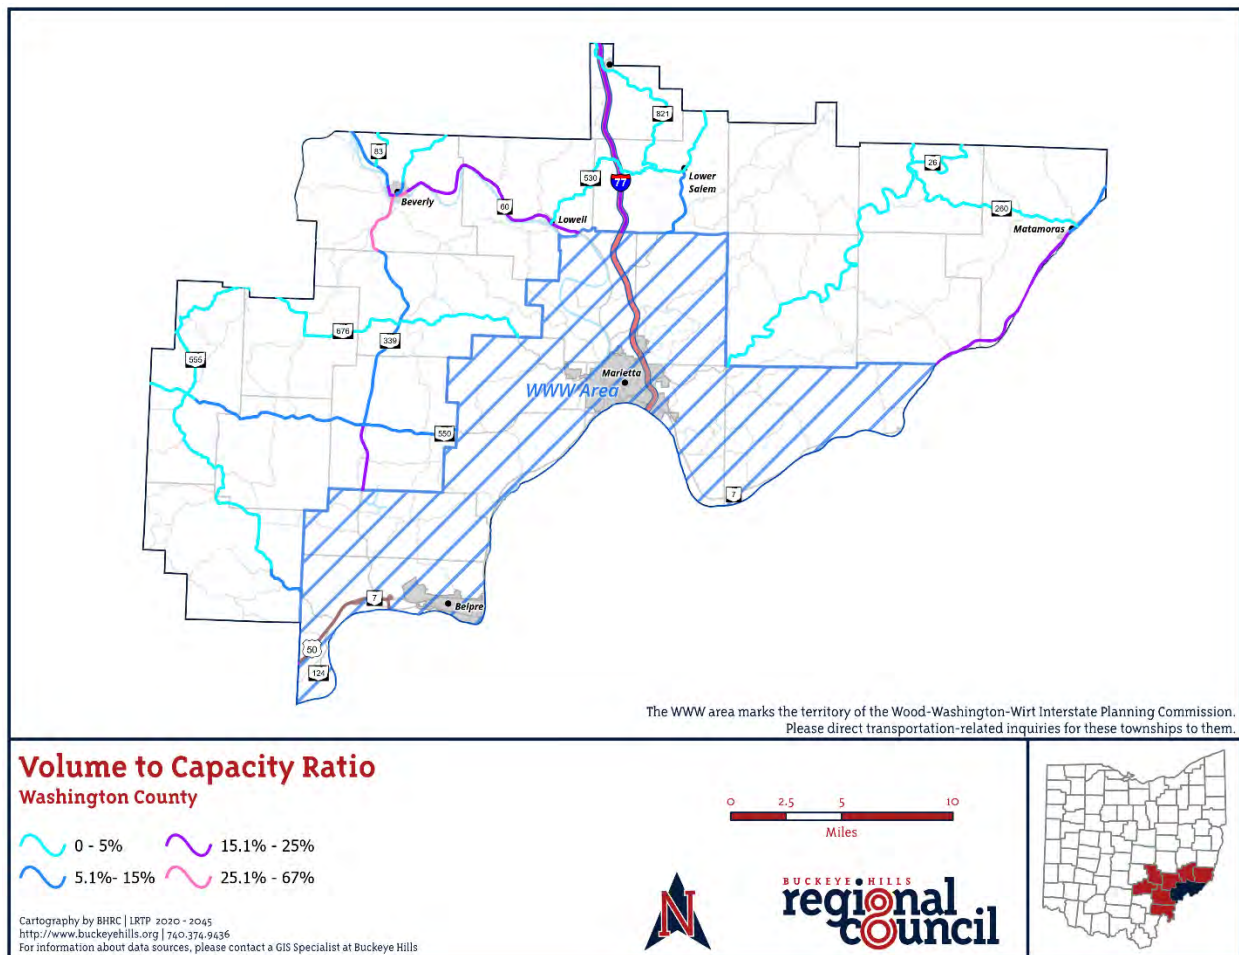 821
83
26
530
77
Lower
Salem
Beverly
60
260
Lowell
Matamoras
676
339
555
Marietta
WWW Area
550
7
7
Belpre
50
124
The WWW area marks the territory of the Wood-Washington-Wirt Interstate Planning Commission.
Please direct transportation-related inquiries for these townships to them.
Volume to Capacity Ratio
Washington County
0 - 5%
15.1% - 25%
5.1%- 15%
25.1% - 67%
0 2.5 5 10
Miles
N
BUCKEYE HILLS
regional
council
Cartography by BHRC | LRTP 2020 - 2045
http://www.buckeyehills.org | 740.374.9436
For information about data sources, please contact a GIS Specialist at Buckeye Hills